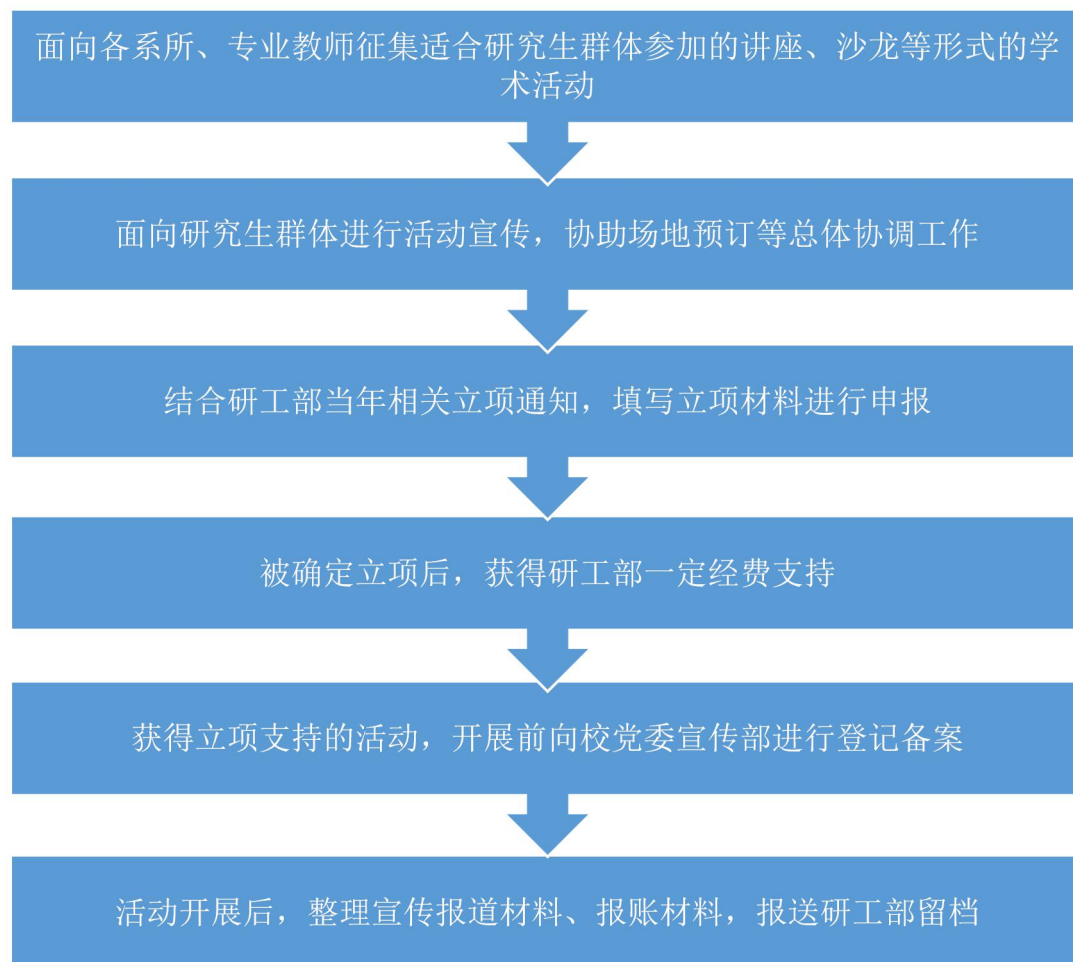 面向各系所、专业教师征集适合研究生群体参加的讲座、沙龙等形式的学
术活动
面向研究生群体进行活动宣传，协助场地预订等总体协调工作
结合研工部当年相关立项通知，填写立项材料进行申报
被确定立项后，获得研工部一定经费支持
获得立项支持的活动，开展前向校党委宣传部进行登记备案
活动开展后，整理宣传报道材料、报账材料，报送研工部留档